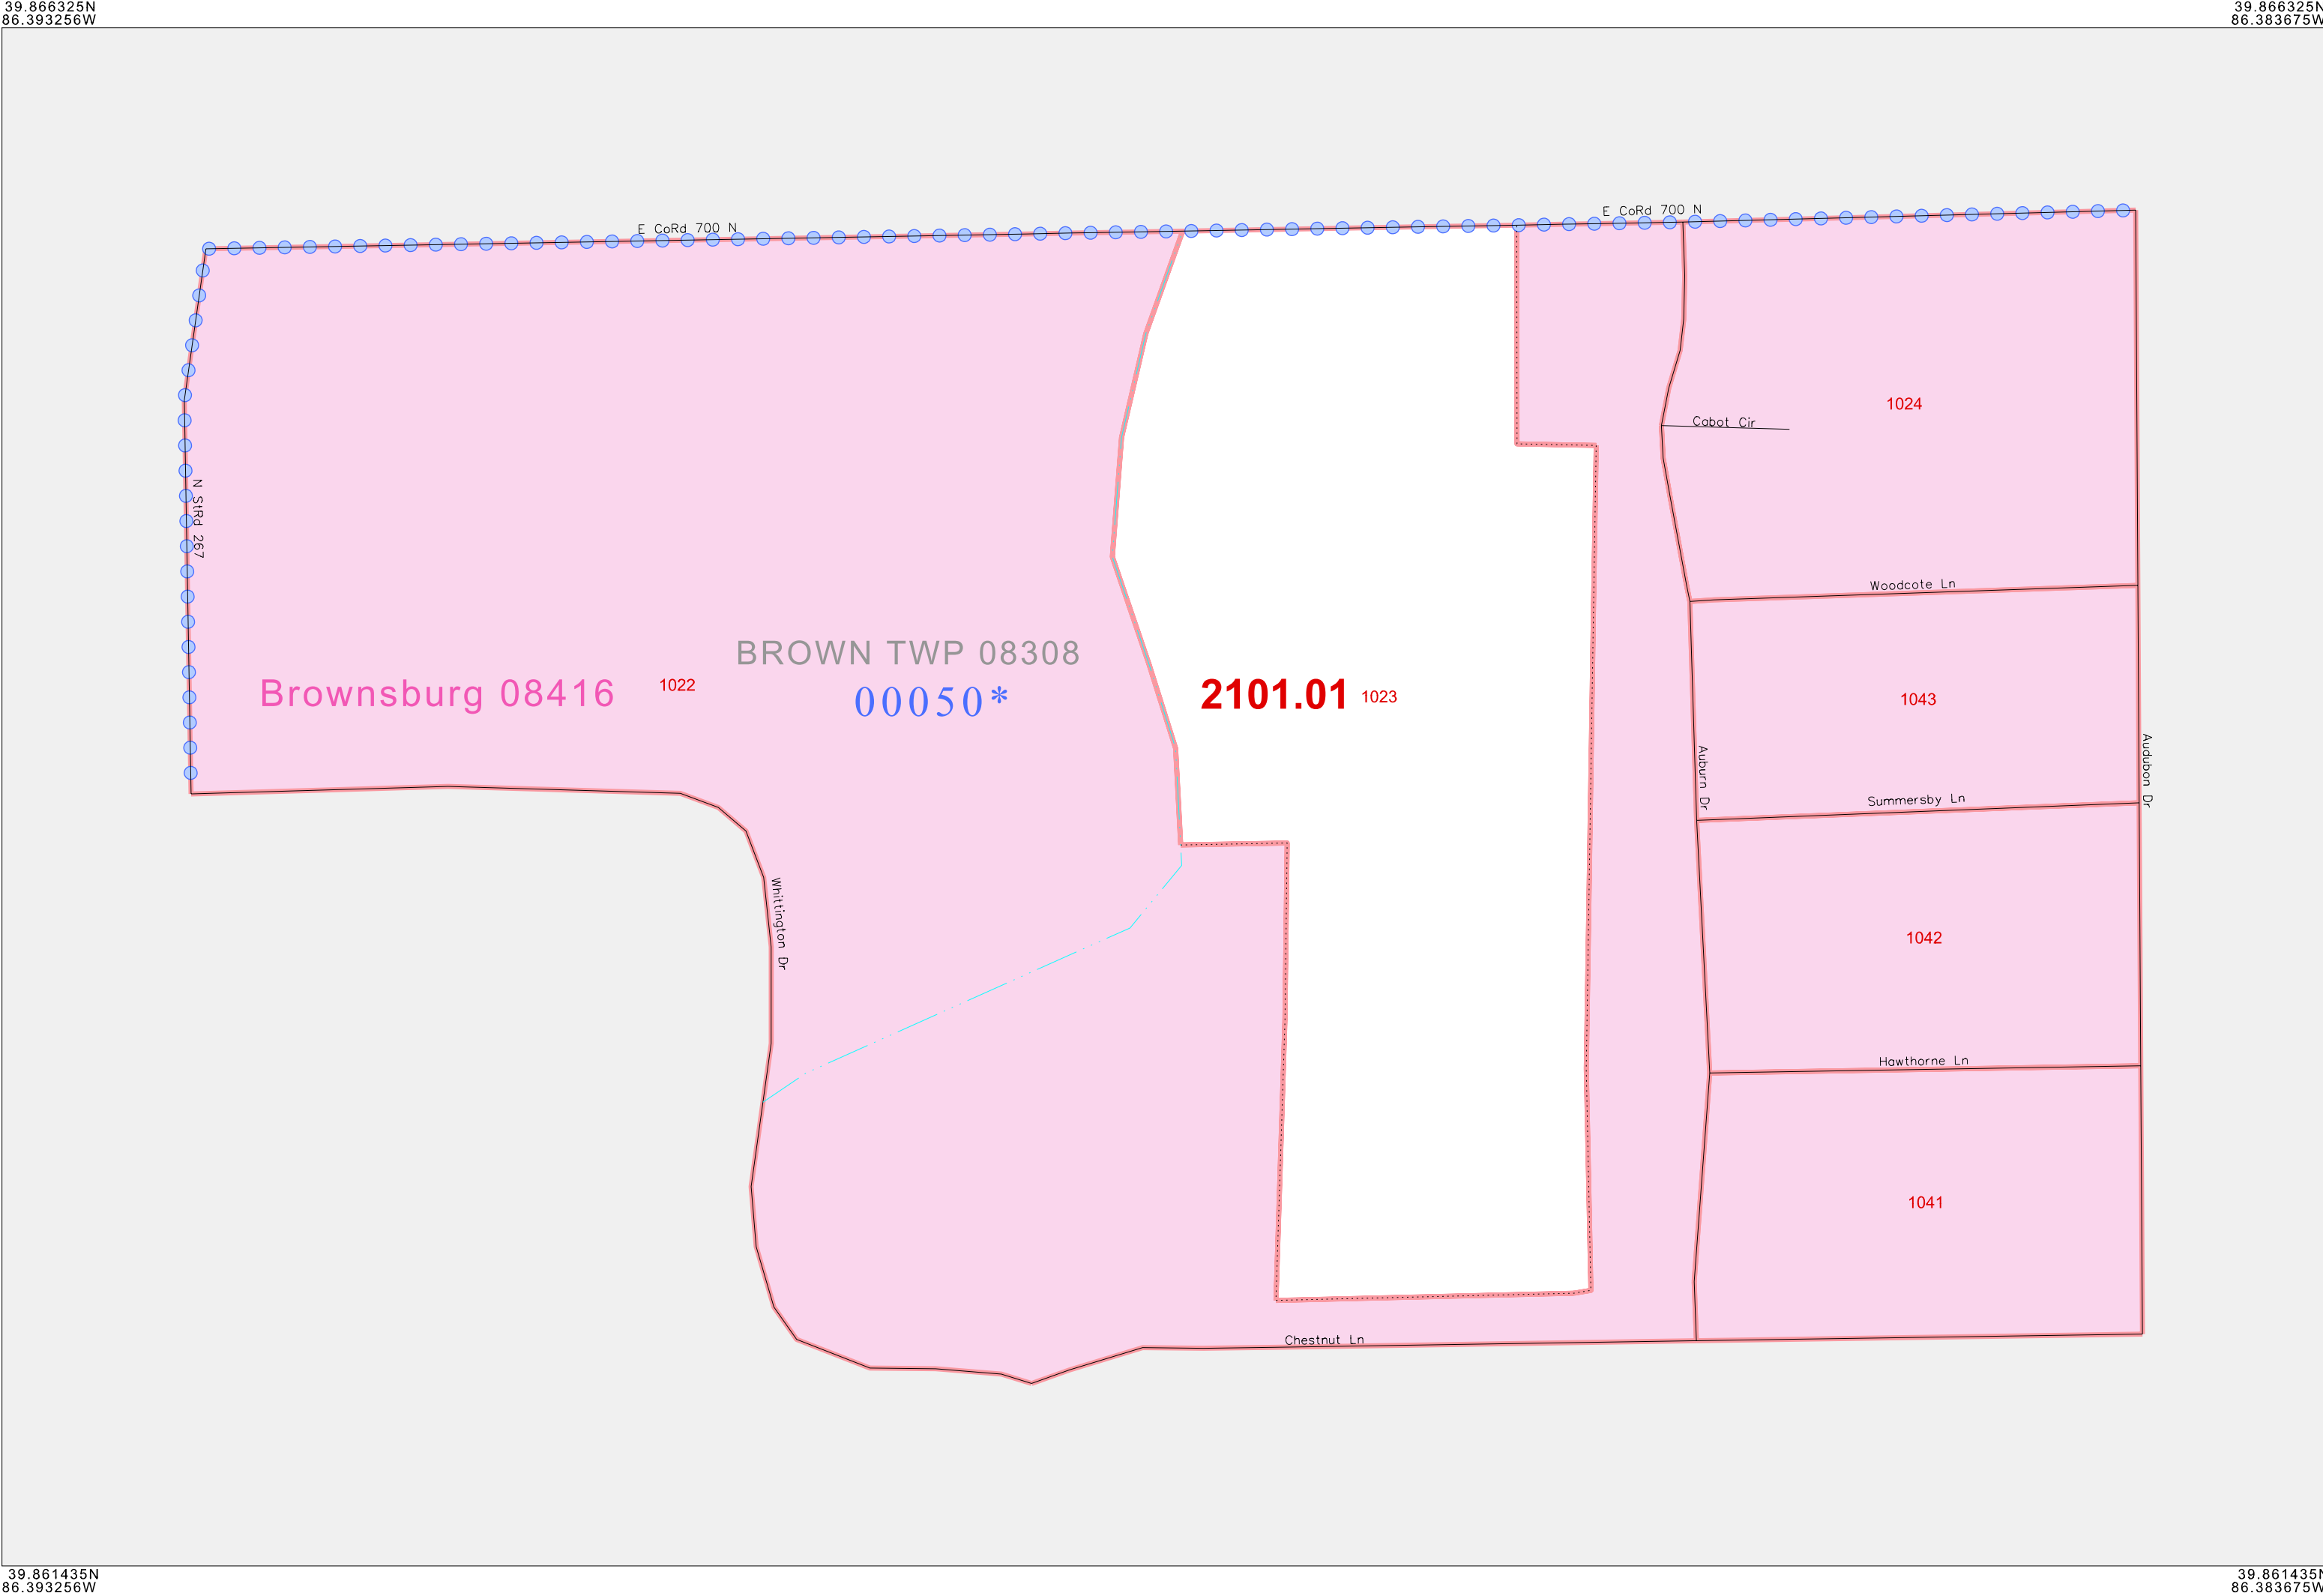 39.866325N
86.393256W
39.866325N
86.383675W
E CoRd 700 N
E CoRd 700 N
Cabot Cir
1024
N StRd 267
Woodcote Ln
BROWN TWP 08308
Brownsburg 08416
1022
00050*
2101.01
1023
1043
Auburn Dr
Audubon Dr
Summersby Ln
Whittington Dr
1042
Hawthorne Ln
1041
Chestnut Ln
39.861435N
86.393256W
39.861435N
86.383675W